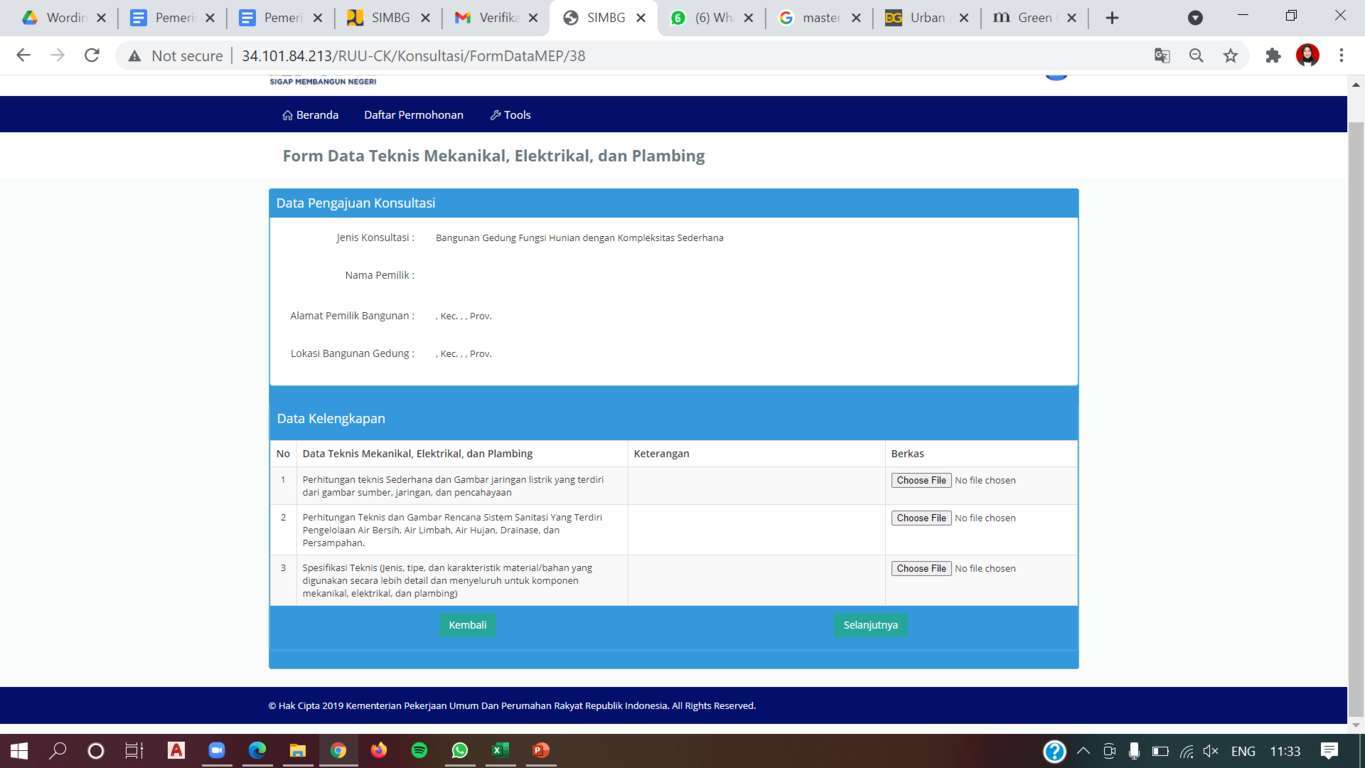 Wordin
Pemeri
Pemeri
SIMBG
Verifika
SIMBG
(6) Wh
master
Urban
Green
Not secure
34.101.84.213/RUU-CK/Konsultasi/FormDataMEP/38
SIGAP MEMBANGUN NEGERI
Beranda
Daftar Permohonan
Tools
Form Data Teknis Mekanikal, Elektrikal, dan Plambing
Data Pengajuan Konsultasi
Jenis Konsultasi : Bangunan Gedung Fungsi Hunian dengan Kompleksitas Sederhana
Nama Pemilik :
Alamat Pemilik Bangunan : , Kec. , , Prov.
Lokasi Bangunan Gedung : , Kec. , , Prov.
Data Kelengkapan
No Data Teknis Mekanikal, Elektrikal, dan Plambing Keterangan Berkas
1 Perhitungan teknis Sederhana dan Gambar jaringan listrik yang terdiri Choose File No file chosen
dari gambar sumber, jaringan, dan pencahayaan
2 Perhitungan Teknis dan Gambar Rencana Sistem Sanitasi Yang Terdiri Choose File No file chosen
Pengelolaan Air Bersih, Air Limbah, Air Hujan, Drainase, dan
Persampahan.
3 Spesifikasi Teknis (Jenis, tipe, dan karakteristik material/bahan yang Choose File No file chosen
digunakan secara lebih detail dan menyeluruh untuk komponen
mekanikal, elektrikal, dan plambing)
Kembali
Selanjutnya
© Hak Cipta 2019 Kementerian Pekerjaan Umum Dan Perumahan Rakyat Republik Indonesia. All Rights Reserved.
ENG 11:33